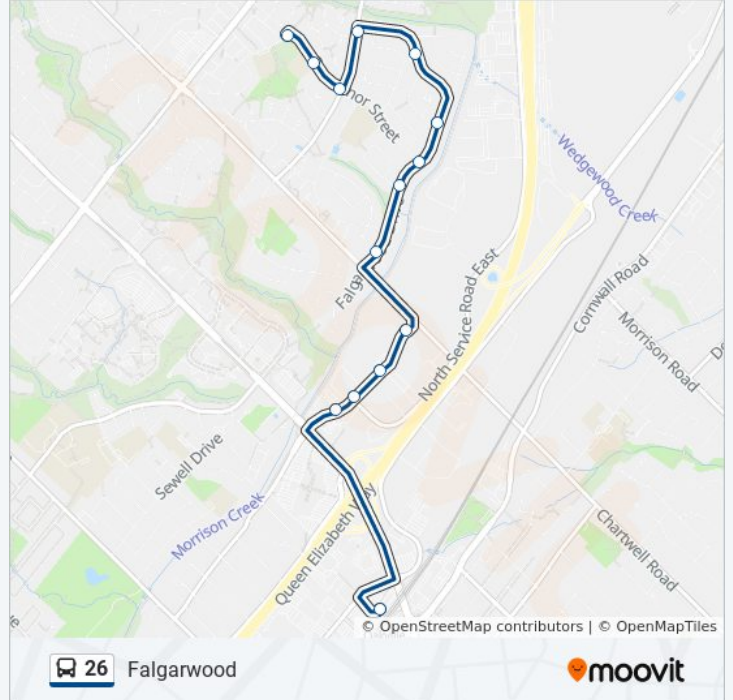 nor Street
Wedgewood Creek
Falga
North Service Road East
Cornwall Road
Morrison Road
Do
Sewell Drive
Morrison Creek
Queen Elizabeth Way
Chartwell Road
© OpenStreetMap contributors | © OpenMapTiles
26 Falgarwood
moovit